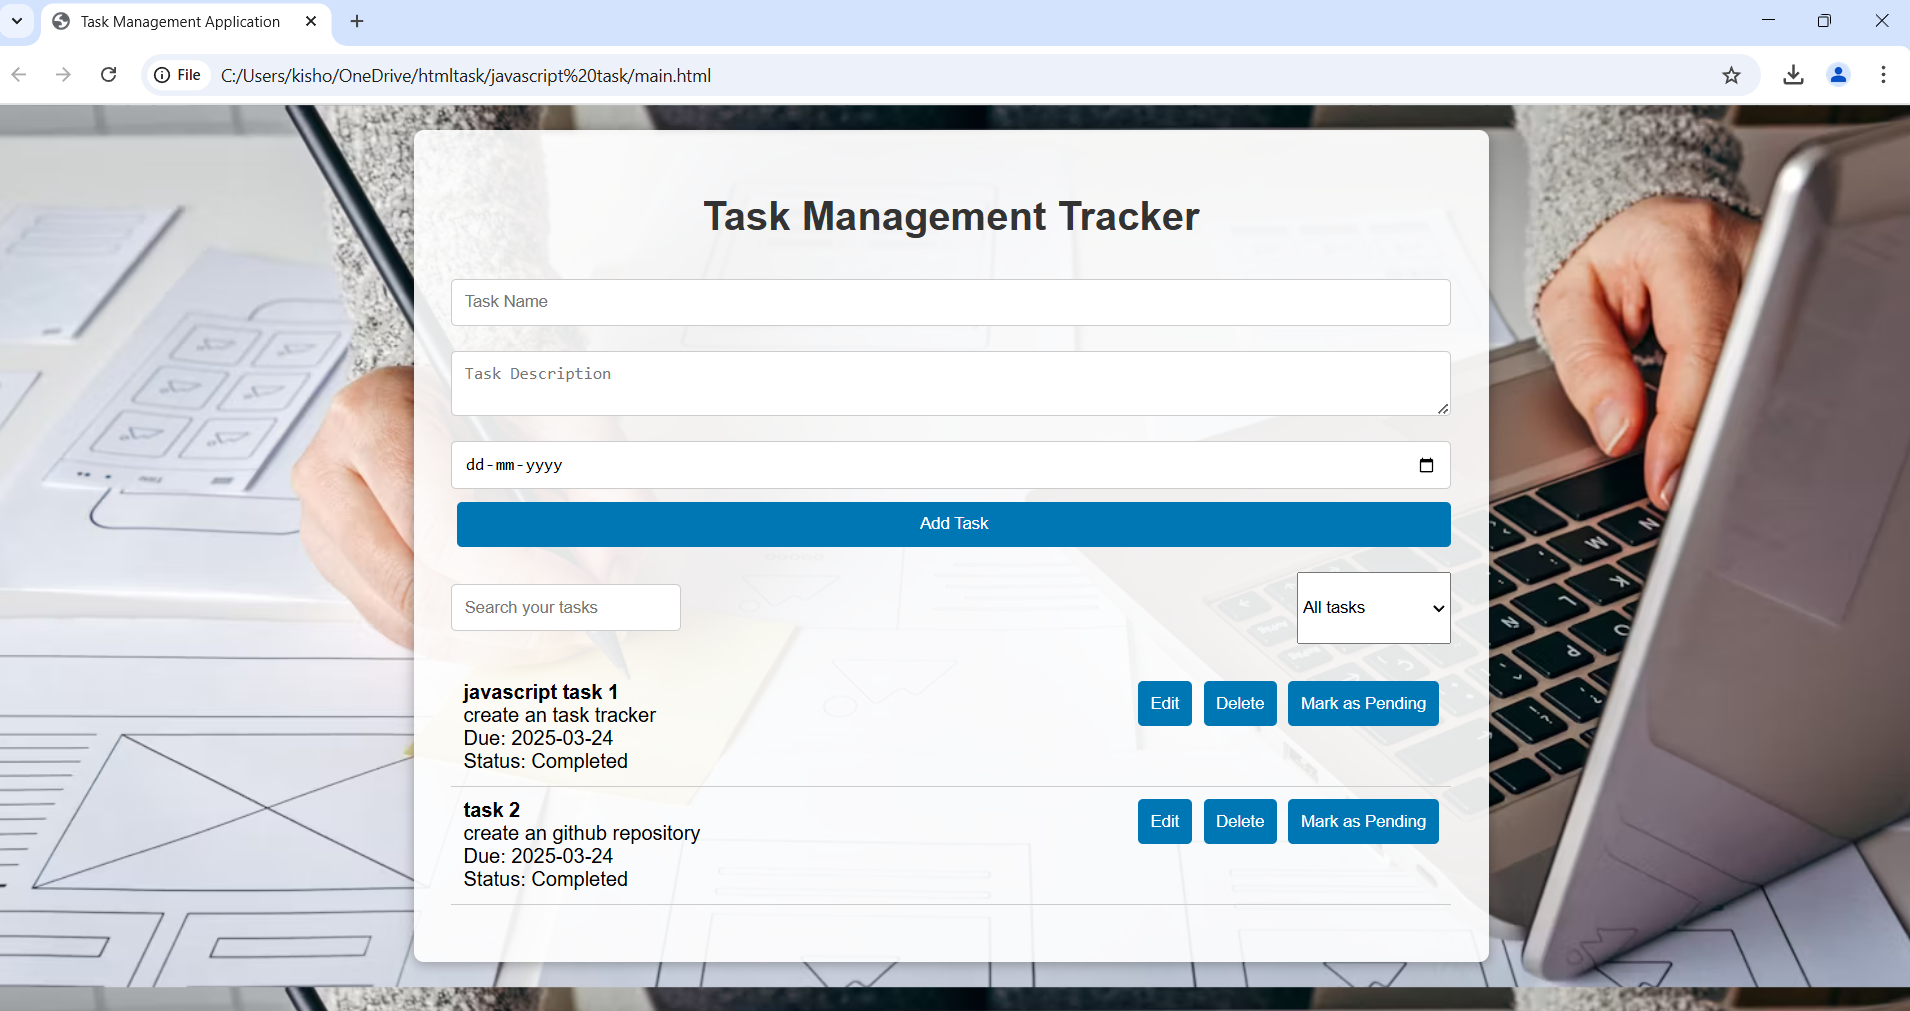 Task Management Application
File
C:/Users/kisho/OneDrive/htmltask/javascript%20task/main.html
Task Management Tracker
Task Name
Task Description
dd-mm-yyyy
Add Task
Search your tasks
All tasks
javascript task 1
Edit Delete Mark as Pending
create an task tracker
Due: 2025-03-24
Status: Completed
task 2
Edit Delete Mark as Pending
create an github repository
Due: 2025-03-24
Status: Completed